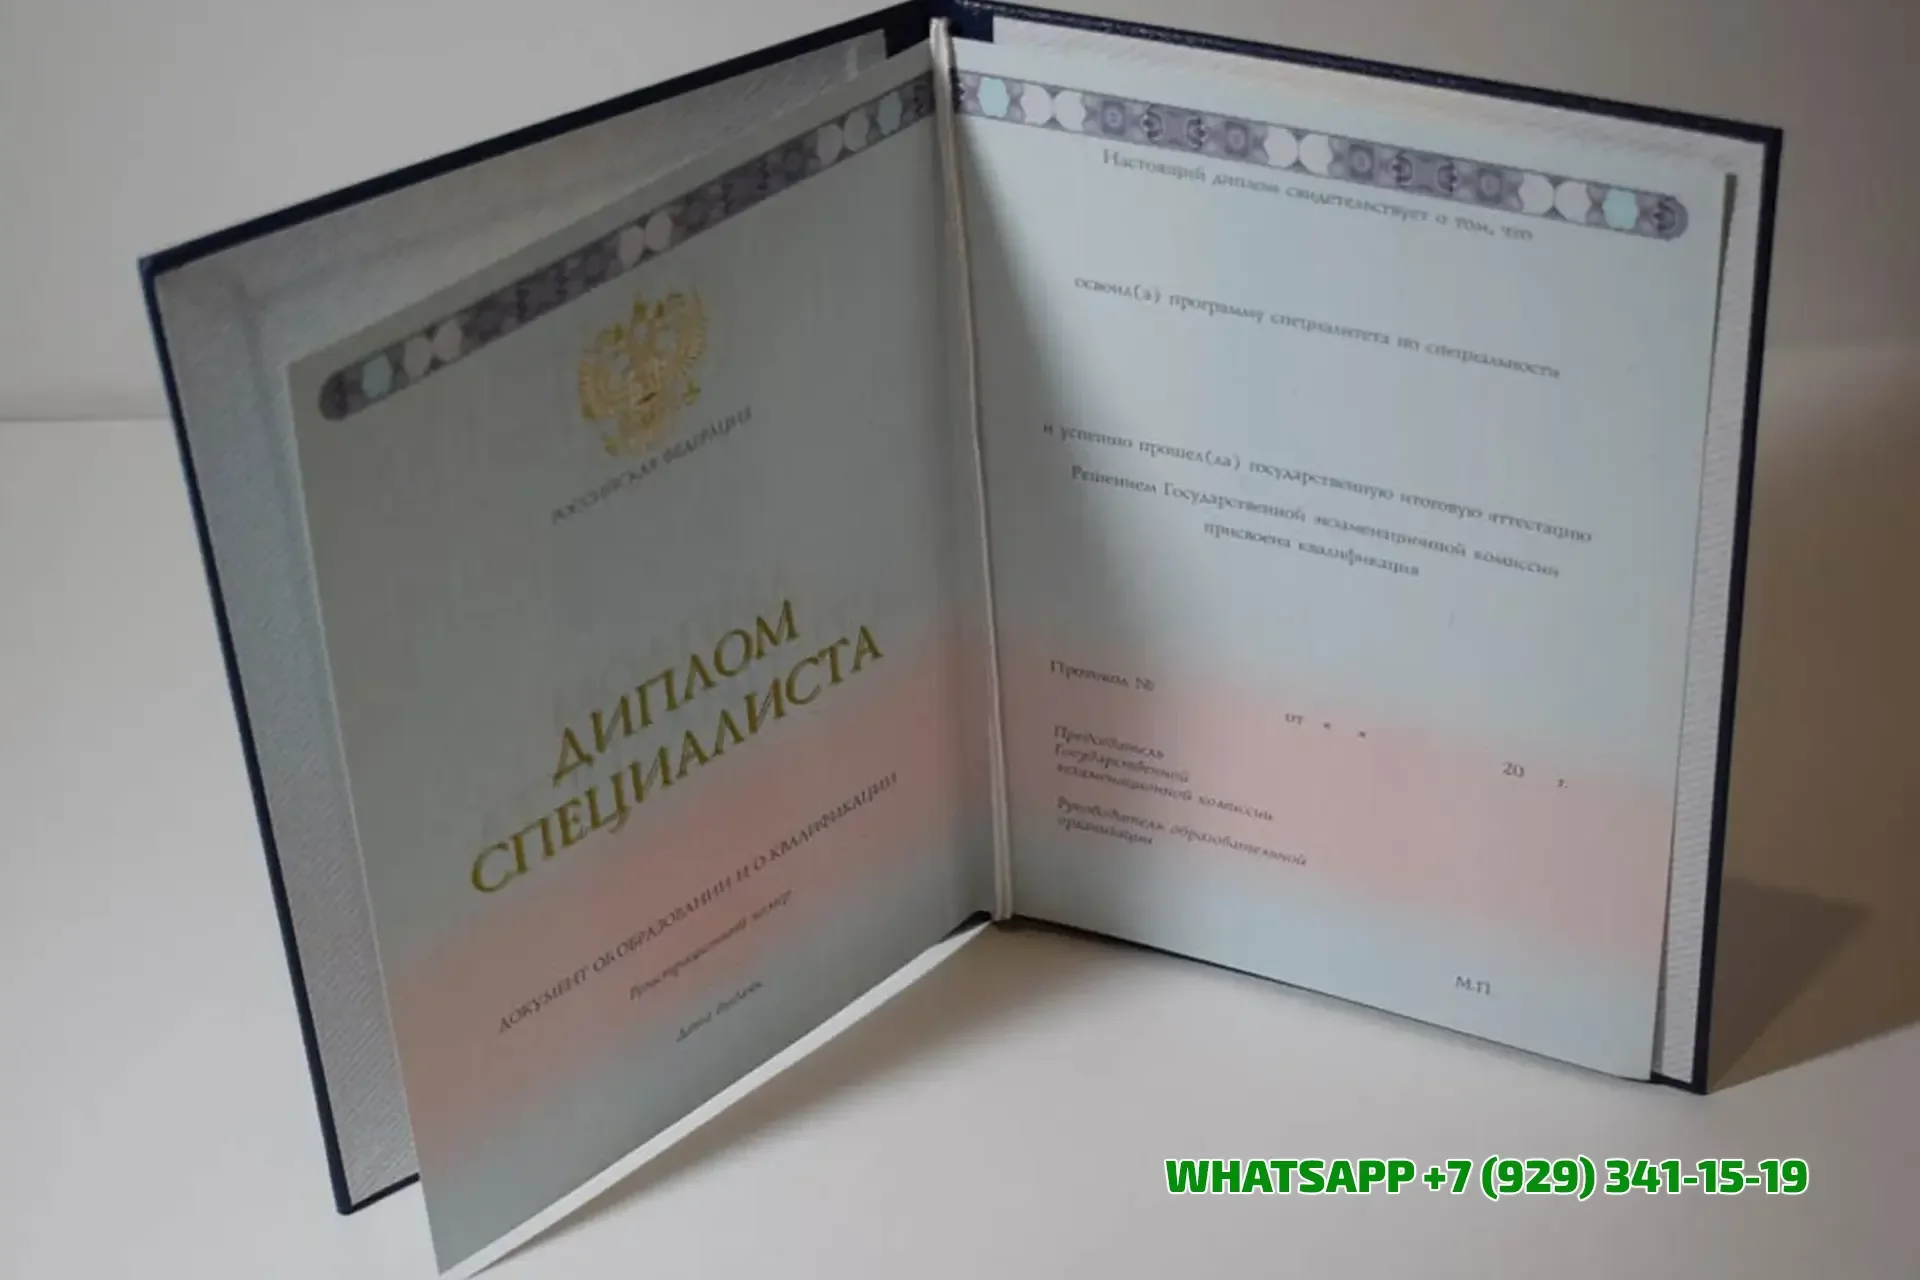 РОССИЙСКАЯ ФЕДЕРАЦИЯ
ДИПЛОМ
СПЕЦИАЛИСТА
ДОКУМЕНТ ОБ ОБРАЗОВАНИИ И О КВАЛИФИКАЦИИ
Регистрационный номер
Дата выдачи
Настоящий диплом свидетельствует о том, что
освоил(а) программу специалитета по специальности
и успешно прошел(ла) государственную итоговую аттестацию
Решением Государственной экзаменационной комиссии
присвоена квалификация
Протокол №
от « » 20 г.
Председатель
Государственной
экзаменационной комиссии
Руководитель образовательной
организации
М.П.
WHATSAPP +7 (929) 341-15-19